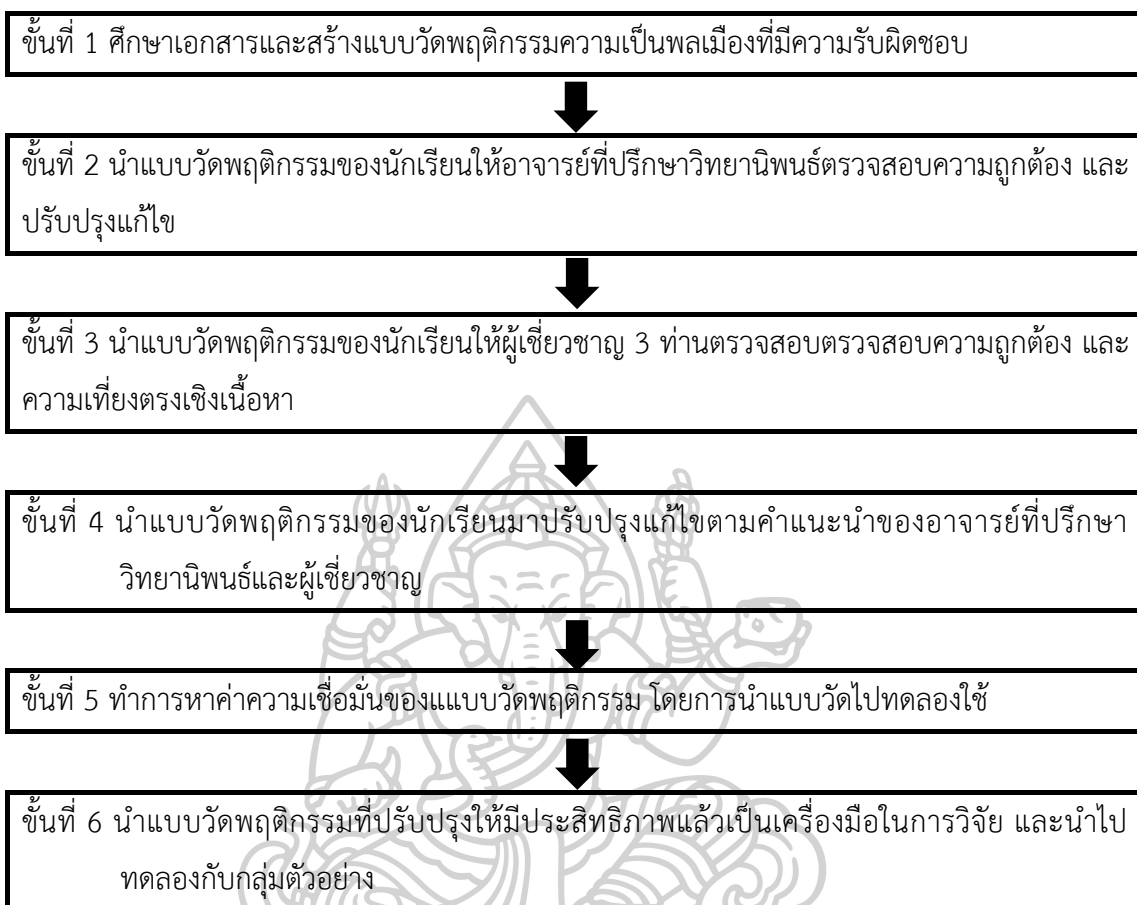 ขั้นที่ 1 ศึกษาเอกสารและสร้างแบบวัดพฤติกรรมความเป็นพลเมืองที่มีความรับผิดชอบ
ขั้นที่ 2 นำแบบวัดพฤติกรรมของนักเรียนให้อาจารย์ที่ปรึกษาวิทยานิพนธ์ตรวจสอบความถูกต้อง และ
ปรับปรุงแก้ไข
ขั้นที่ 3 นำแบบวัดพฤติกรรมของนักเรียนให้ผู้เชี่ยวชาญ 3 ท่านตรวจสอบตรวจสอบความถูกต้อง และ
ความเที่ยงตรงเชิงเนื้อหา
ขั้นที่ 4 นำแบบวัดพฤติกรรมของนักเรียนมาปรับปรุงแก้ไขตามคำแนะนำของอาจารย์ที่ปรึกษา
วิทยานิพนธ์และผู้เชี่ยวชาญ
ขั้นที่ 5 ทำการหาค่าความเชื่อมั่นของแแบบวัดพฤติกรรม โดยการนำแบบวัดไปทดลองใช้
ขั้นที่ 6 นำแบบวัดพฤติกรรมที่ปรับปรุงให้มีประสิทธิภาพแล้วเป็นเครื่องมือในการวิจัย และนำไป
ทดลองกับกลุ่มตัวอย่าง